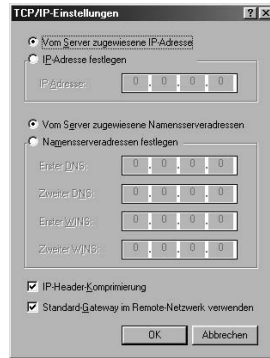 TCP/IP-Einstellungen
Vom Server zugewiesene IP-Adresse
IP-Adresse festlegen
IP-Adresse: 0 . 0 . 0 . 0
Vom Server zugewiesene Namensserveradressen
Namensserveradressen festlegen
Erster DNS: 0 . 0 . 0 . 0
Zweiter DNS: 0 . 0 . 0 . 0
Erster WINS: 0 . 0 . 0 . 0
Zweiter WINS: 0 . 0 . 0 . 0
IP-Header-Komprimierung
Standard-Gateway im Remote-Netzwerk verwenden
OK Abbrechen